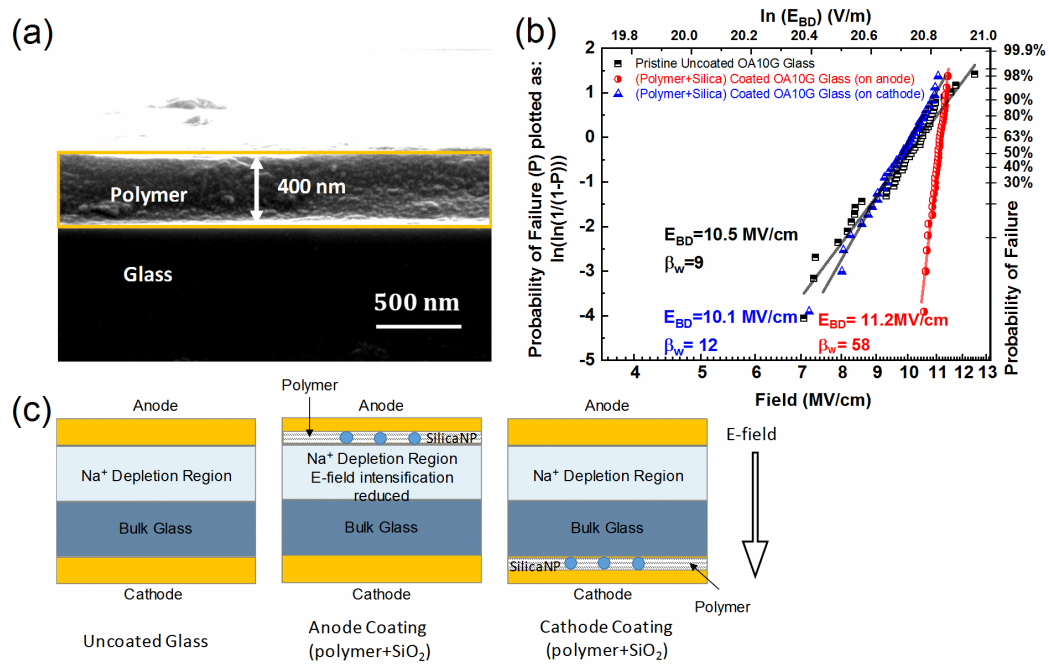 (a)
Polymer
400 nm
Glass
500 nm
(b)
ln (E_BD) (V/m)
19.8 20.0 20.2 20.4 20.6 20.8 21.0
Probability of Failure (P) plotted as:
ln(ln(1/(1-P)))
2
1
0
-1
-2
-3
-4
-5
Pristine Uncoated OA10G Glass
(Polymer+Silica) Coated OA10G Glass (on anode)
(Polymer+Silica) Coated OA10G Glass (on cathode)
E_BD=10.5 MV/cm
β_w=9
E_BD=10.1 MV/cm
β_w= 12
E_BD= 11.2MV/cm
β_w= 58
99.9%
98%
90%
80%
63%
50%
40%
30%
Probability of Failure
4 5 6 7 8 9 10 11 12 13
Field (MV/cm)
(c)
Anode
Na⁺ Depletion Region
Bulk Glass
Cathode
Uncoated Glass
Polymer
Anode
SilicaNP
Na⁺ Depletion Region
E-field intensification
reduced
Bulk Glass
Cathode
Anode Coating
(polymer+SiO₂)
Anode
Na⁺ Depletion Region
Bulk Glass
SilicaNP
Cathode
Polymer
Cathode Coating
(polymer+SiO₂)
E-field